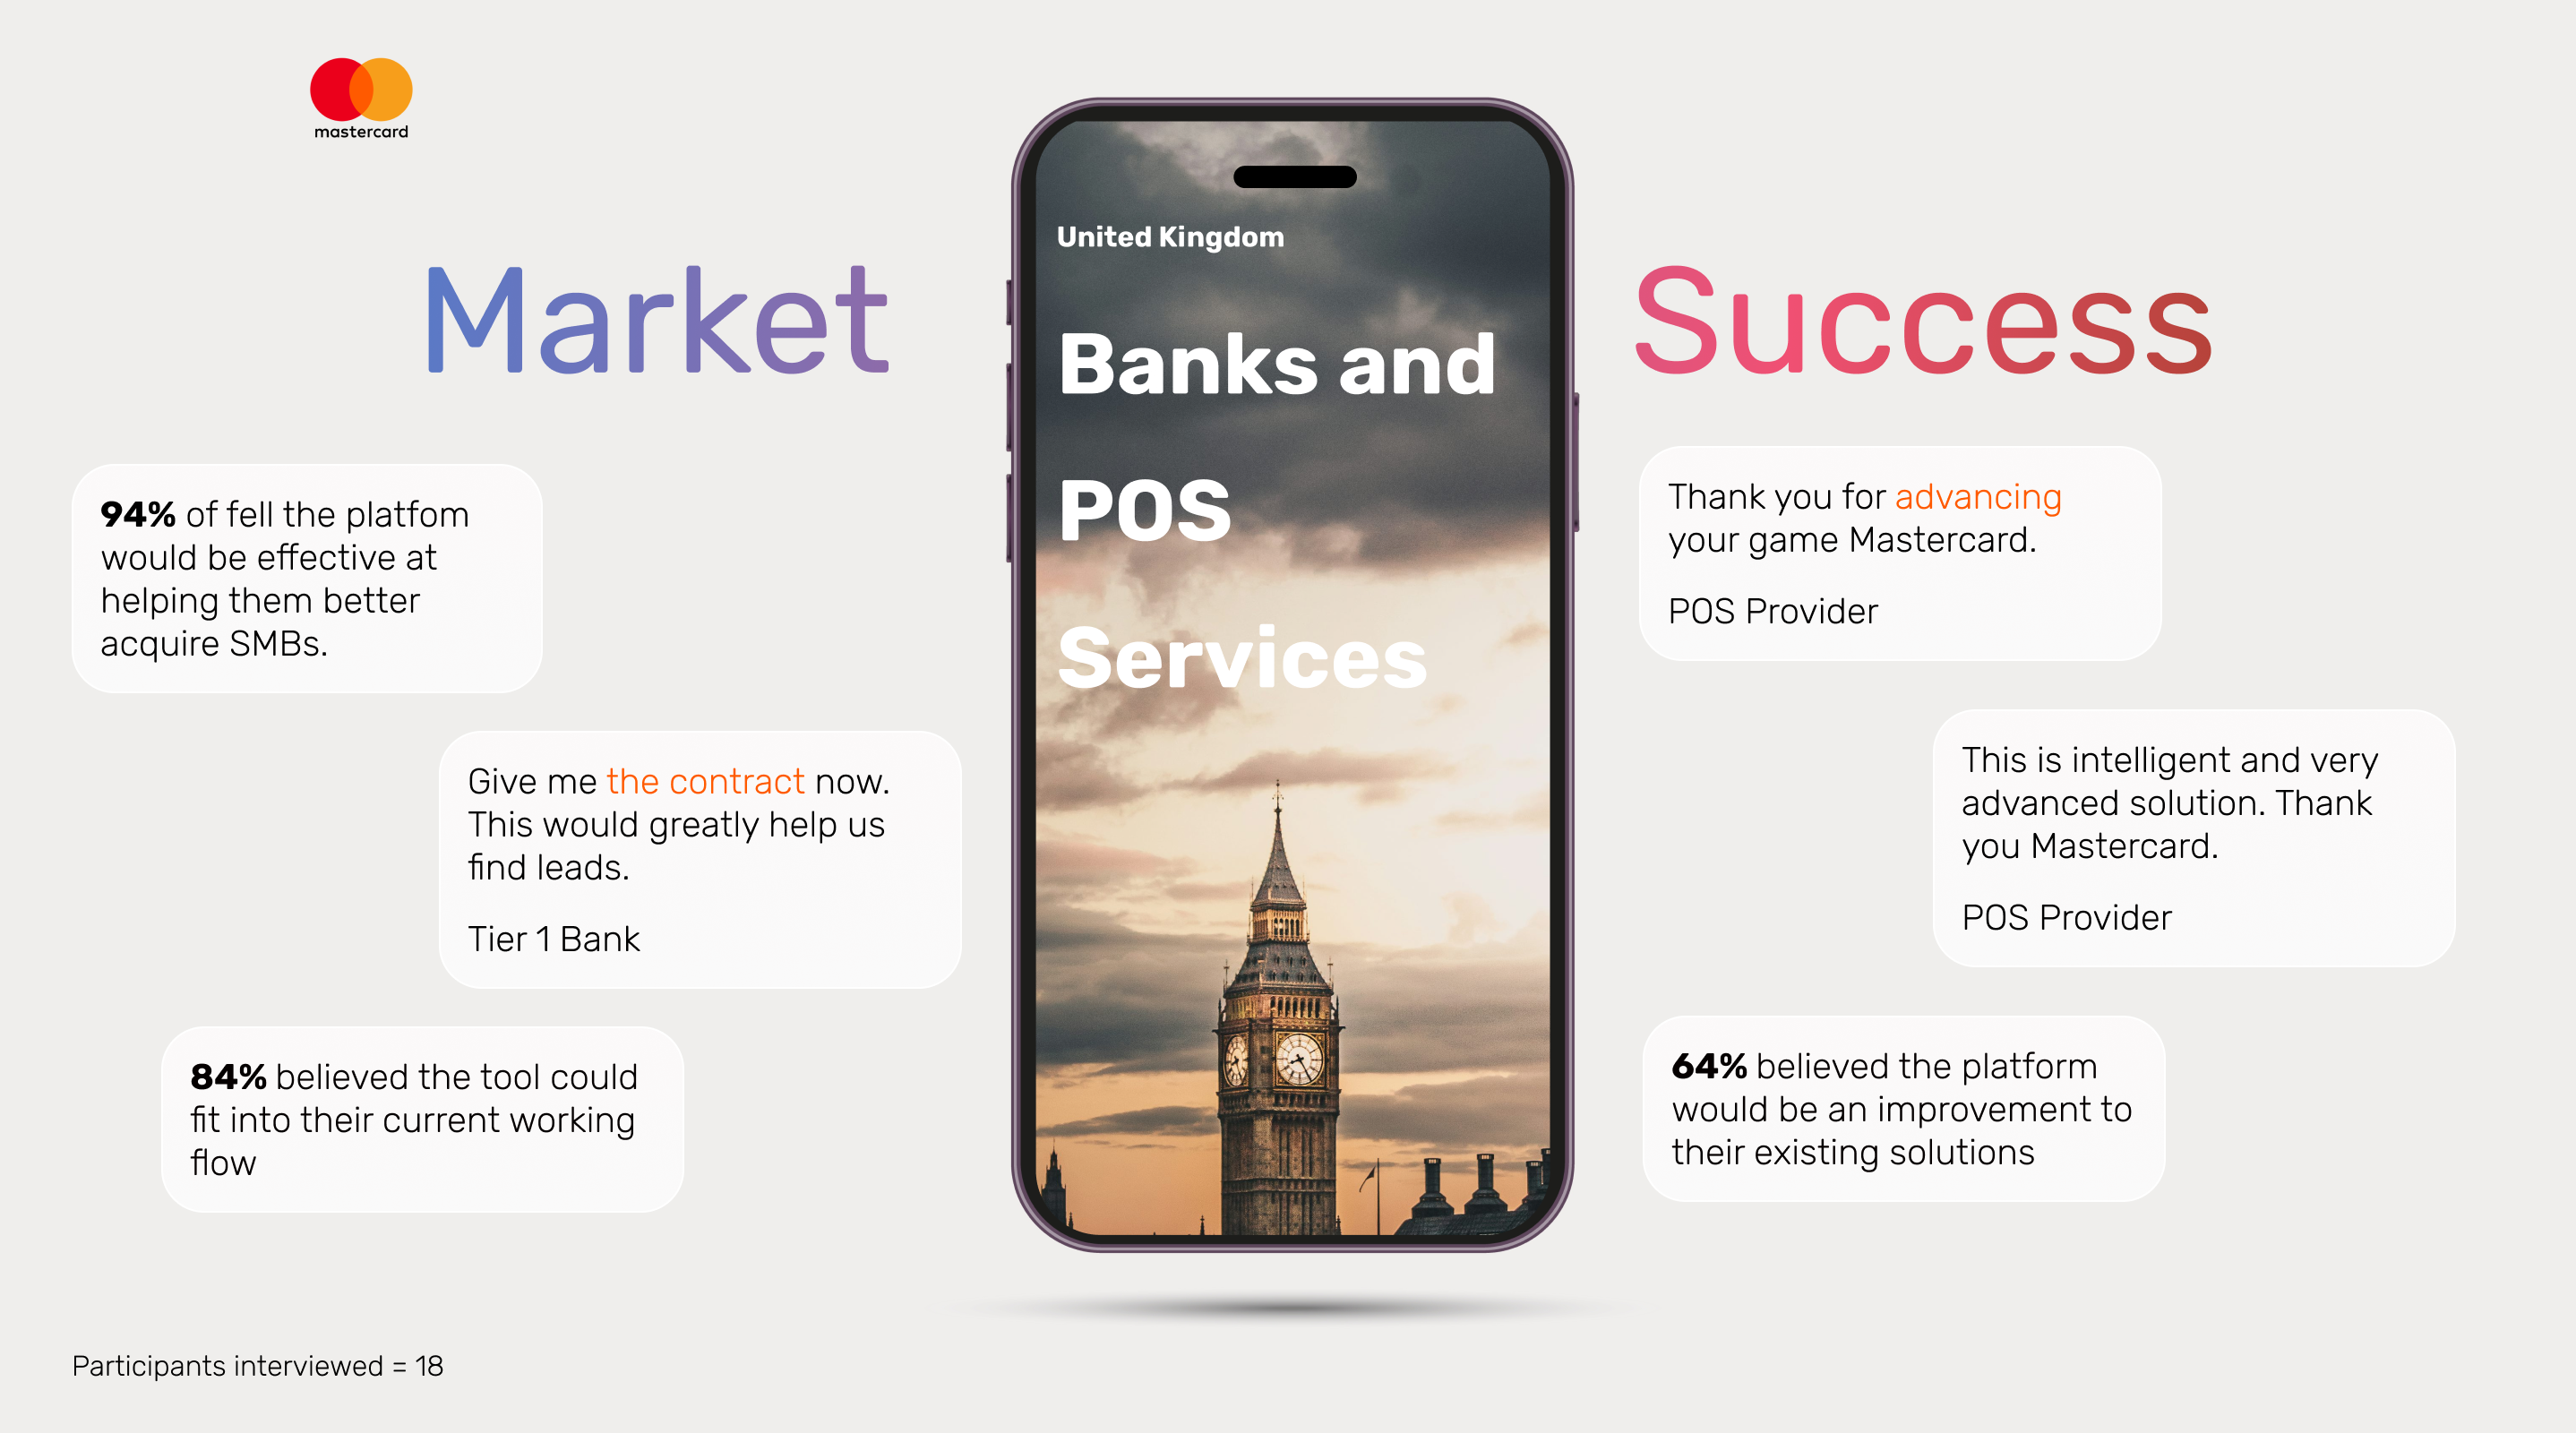 mastercard
Market
94% of fell the platfom
would be effective at
helping them better
acquire SMBs.
Give me the contract now.
This would greatly help us
find leads.
Tier 1 Bank
84% believed the tool could
fit into their current working
flow
United Kingdom
Banks and
POS
Services
Success
Thank you for advancing
your game Mastercard.
POS Provider
This is intelligent and very
advanced solution. Thank
you Mastercard.
POS Provider
64% believed the platform
would be an improvement to
their existing solutions
Participants interviewed = 18